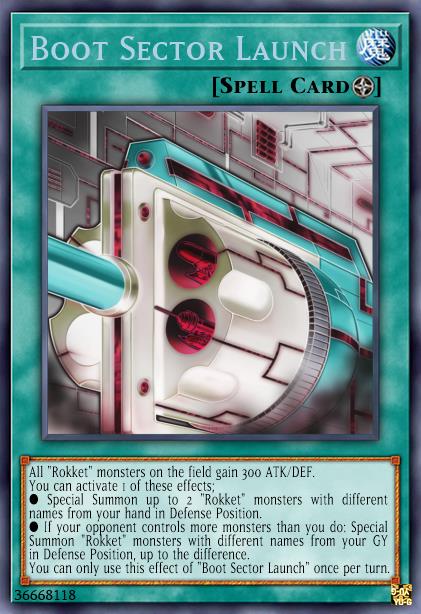 BOOT SECTOR LAUNCH
魔
[SPELL CARD]
All "Rokket" monsters on the field gain 300 ATK/DEF.
You can activate 1 of these effects;
● Special Summon up to 2 "Rokket" monsters with different
names from your hand in Defense Position.
● If your opponent controls more monsters than you do: Special
Summon "Rokket" monsters with different names from your GY
in Defense Position, up to the difference.
You can only use this effect of "Boot Sector Launch" once per turn.
36668118